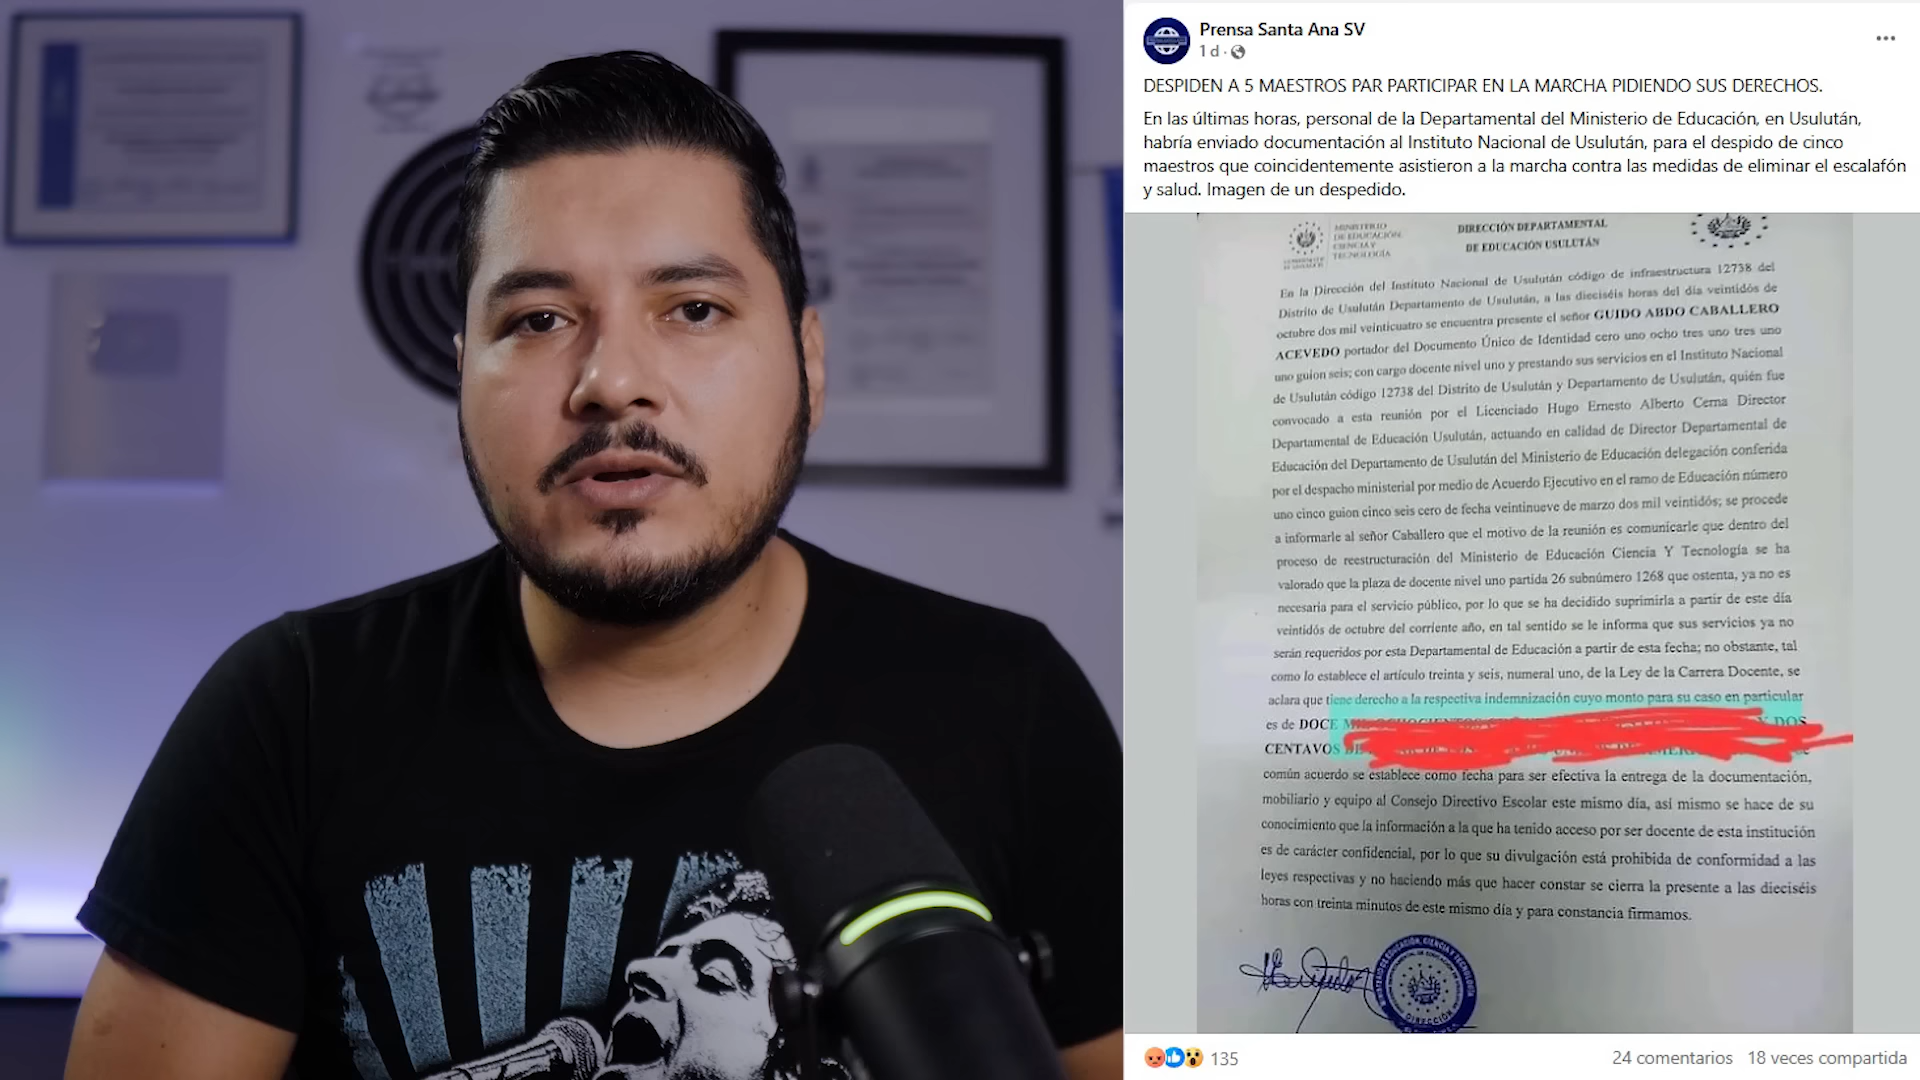 Prensa Santa Ana SV
1 d ·
DESPIDEN A 5 MAESTROS PAR PARTICIPAR EN LA MARCHA PIDIENDO SUS DERECHOS.
En las últimas horas, personal de la Departamental del Ministerio de Educación, en Usulután,
habría enviado documentación al Instituto Nacional de Usulután, para el despido de cinco
maestros que coincidentemente asistieron a la marcha contra las medidas de eliminar el escalafón
y salud. Imagen de un despedido.
MINISTERIO
DE EDUCACIÓN,
CIENCIA Y
TECNOLOGÍA
DIRECCIÓN DEPARTAMENTAL
DE EDUCACIÓN USULUTÁN
En la Dirección del Instituto Nacional de Usulután código de infraestructura 12738 del
Distrito de Usulután Departamento de Usulután, a las dieciséis horas del día veintidós de
octubre dos mil veinticuatro se encuentra presente el señor GUIDO ABDO CABALLERO
ACEVEDO portador del Documento Único de Identidad cero uno ocho tres uno tres uno
uno guion seis; con cargo docente nivel uno y prestando sus servicios en el Instituto Nacional
de Usulután código 12738 del Distrito de Usulután y Departamento de Usulután, quién fue
convocado a esta reunión por el Licenciado Hugo Ernesto Alberto Cerna Director
Departamental de Educación Usulután, actuando en calidad de Director Departamental de
Educación del Departamento de Usulután del Ministerio de Educación delegación conferida
por el despacho ministerial por medio de Acuerdo Ejecutivo en el ramo de Educación número
uno cinco guion cinco seis cero de fecha veintinueve de marzo dos mil veintidós; se procede
a informarle al señor Caballero que el motivo de la reunión es comunicarle que dentro del
proceso de reestructuración del Ministerio de Educación Ciencia Y Tecnología se ha
valorado que la plaza de docente nivel uno partida 26 subnúmero 1268 que ostenta, ya no es
necesaria para el servicio público, por lo que se ha decidido suprimirla a partir de este día
veintidós de octubre del corriente año, en tal sentido se le informa que sus servicios ya no
serán requeridos por esta Departamental de Educación a partir de esta fecha; no obstante, tal
como lo establece el artículo treinta y seis, numeral uno, de la Ley de la Carrera Docente, se
aclara que tiene derecho a la respectiva indemnización cuyo monto para su caso en particular
es de DOCE Y DOS
CENTAVOS
común acuerdo se establece como fecha para ser efectiva la entrega de la documentación,
mobiliario y equipo al Consejo Directivo Escolar este mismo día, asi mismo se hace de su
conocimiento que la información a la que ha tenido acceso por ser docente de esta institución
es de carácter confidencial, por lo que su divulgación está prohibida de conformidad a las
leyes respectivas y no haciendo más que hacer constar se cierra la presente a las dieciséis
horas con treinta minutos de este mismo día y para constancia firmamos.
135
24 comentarios 18 veces compartida